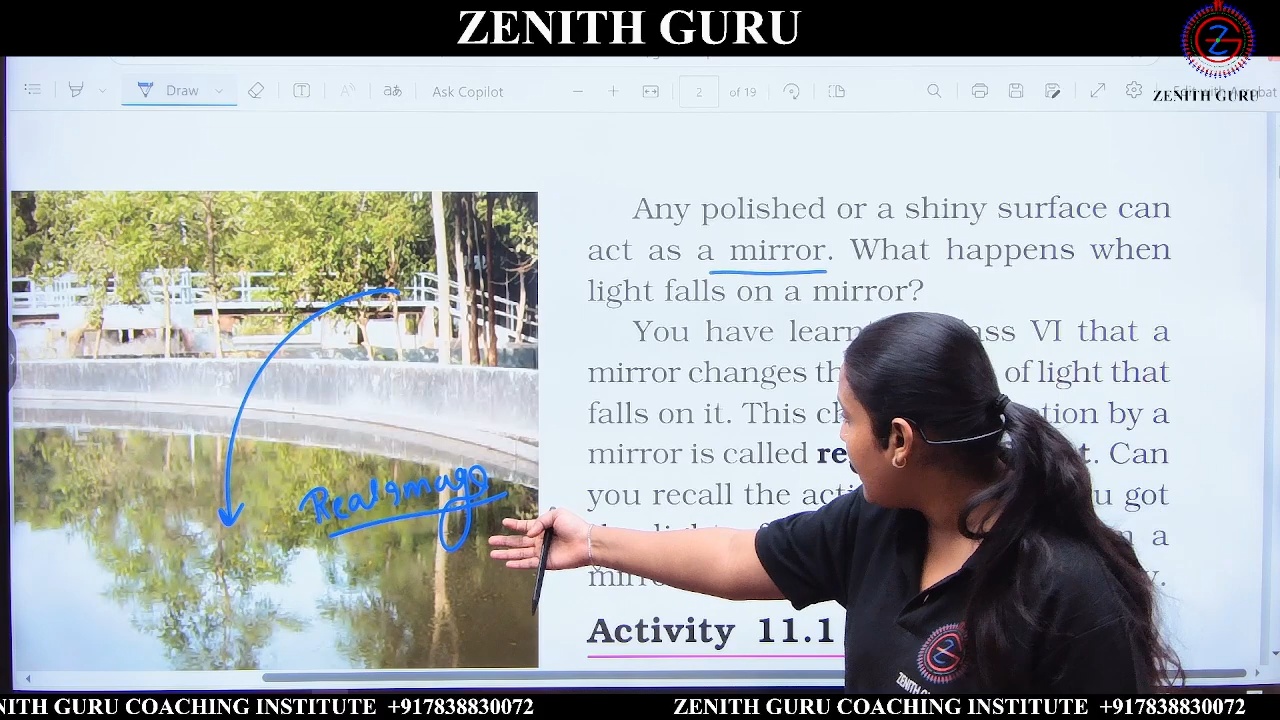 ZENITH GURU
ZENITH GURU
Draw
Ask Copilot
2 of 19
Any polished or a shiny surface can
act as a mirror. What happens when
light falls on a mirror?
You have learn ass VI that a
mirror changes th of light that
falls on it. This ch tion by a
mirror is called re t. Can
you recall the acti u got
a
mirr y.
Real image
Activity 11.1
NITH GURU COACHING INSTITUTE +917838830072 ZENITH GURU COACHING INSTITUTE +917838830072